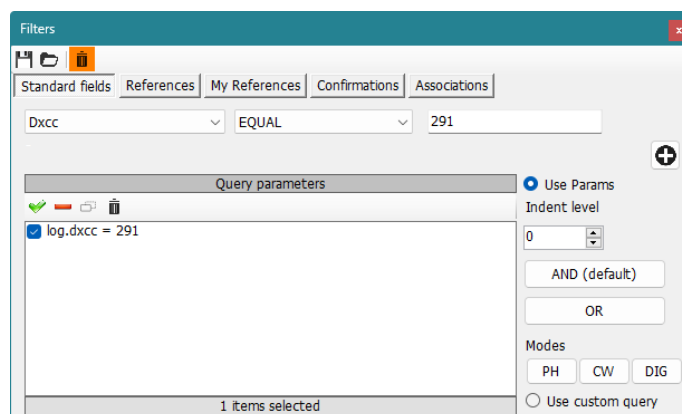 Filters
x
Standard fields References My References Confirmations Associations
Dxcc EQUAL 291
Query parameters
Use Params
Indent level
log.dxcc = 291
0
AND (default)
OR
Modes
PH CW DIG
1 items selected
Use custom query